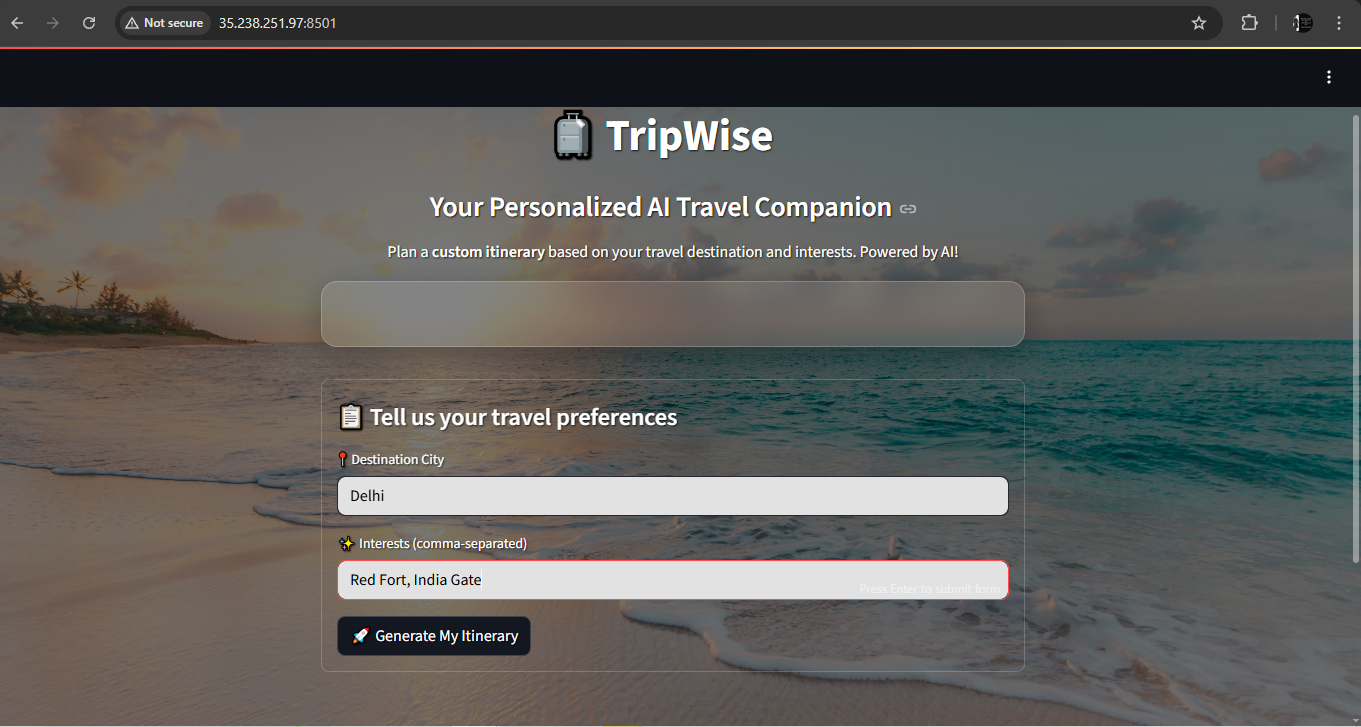 Not secure 35.238.251.97:8501
TripWise
Your Personalized AI Travel Companion
Plan a custom itinerary based on your travel destination and interests. Powered by AI!
📋 Tell us your travel preferences
📍 Destination City
Delhi
✨ Interests (comma-separated)
Red Fort, India Gate
Press Enter to submit form
🚀 Generate My Itinerary